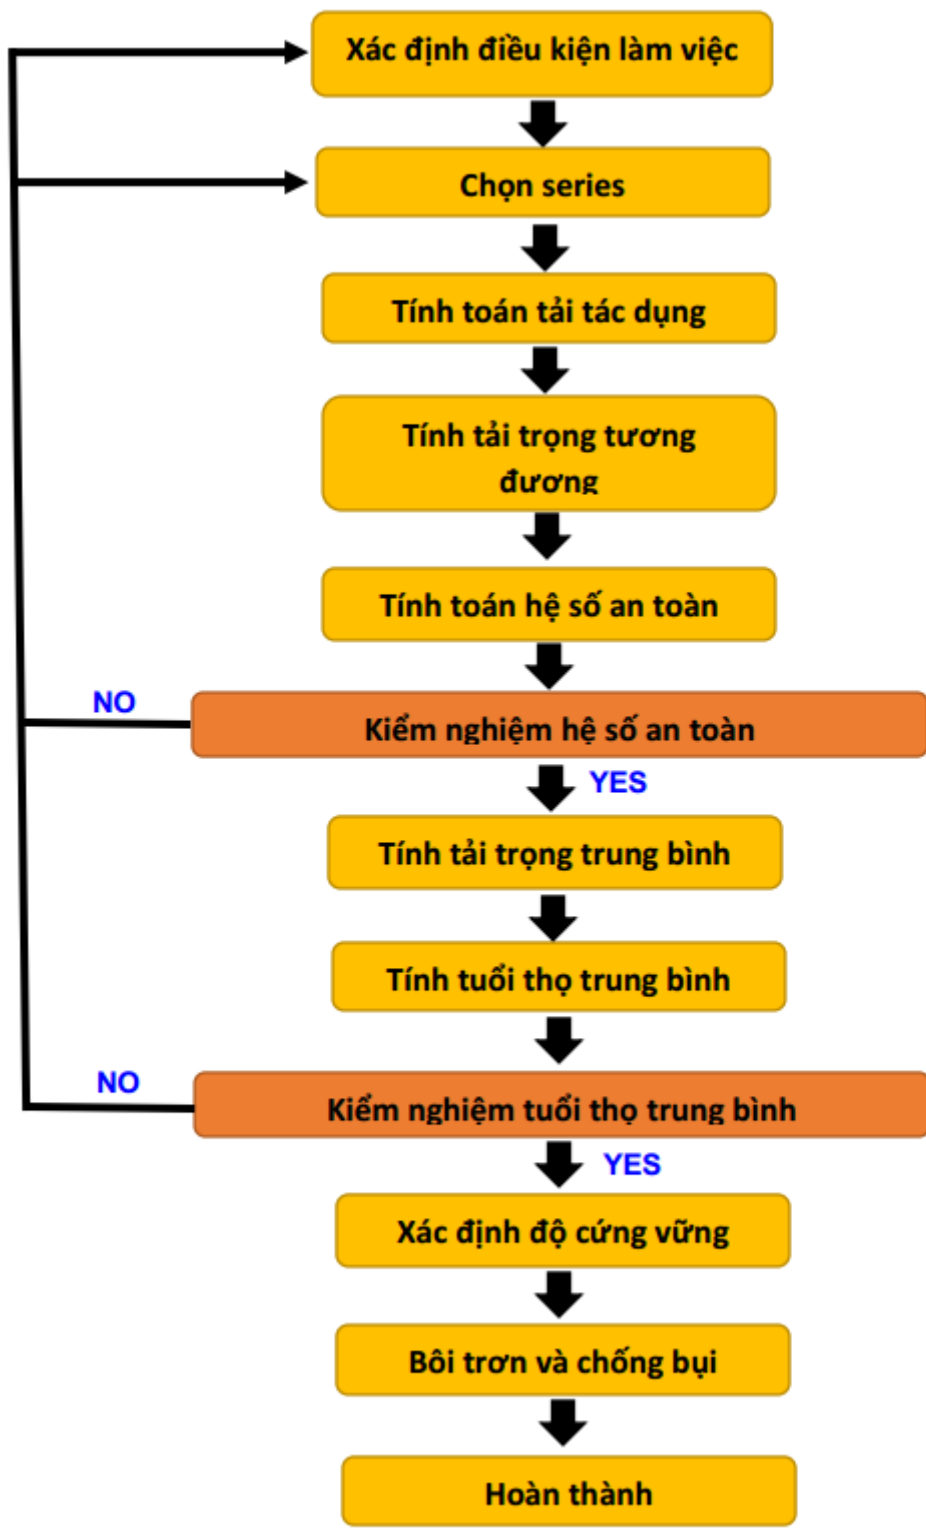 Xác định điều kiện làm việc
Chọn series
Tính toán tải tác dụng
Tính tải trọng tương
đương
Tính toán hệ số an toàn
NO
Kiểm nghiệm hệ số an toàn
YES
Tính tải trọng trung bình
Tính tuổi thọ trung bình
NO
Kiểm nghiệm tuổi thọ trung bình
YES
Xác định độ cứng vững
Bôi trơn và chống bụi
Hoàn thành